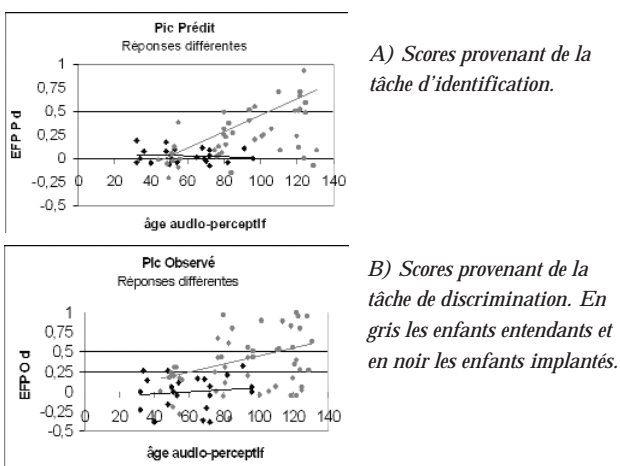 Pic Prédit
Réponses différentes
1
0,75
0,5
0,25
0
-0,25
-0,5
EFP P d
0 20 40 60 80 100 120 140
âge audio-perceptif
A) Scores provenant de la
tâche d'identification.
Pic Observé
Réponses différentes
1
0,75
0,5
0,25
0
-0,25
-0,5
EFP O d
0 20 40 60 80 100 120 140
âge audio-perceptif
B) Scores provenant de la
tâche de discrimination. En
gris les enfants entendants et
en noir les enfants implantés.